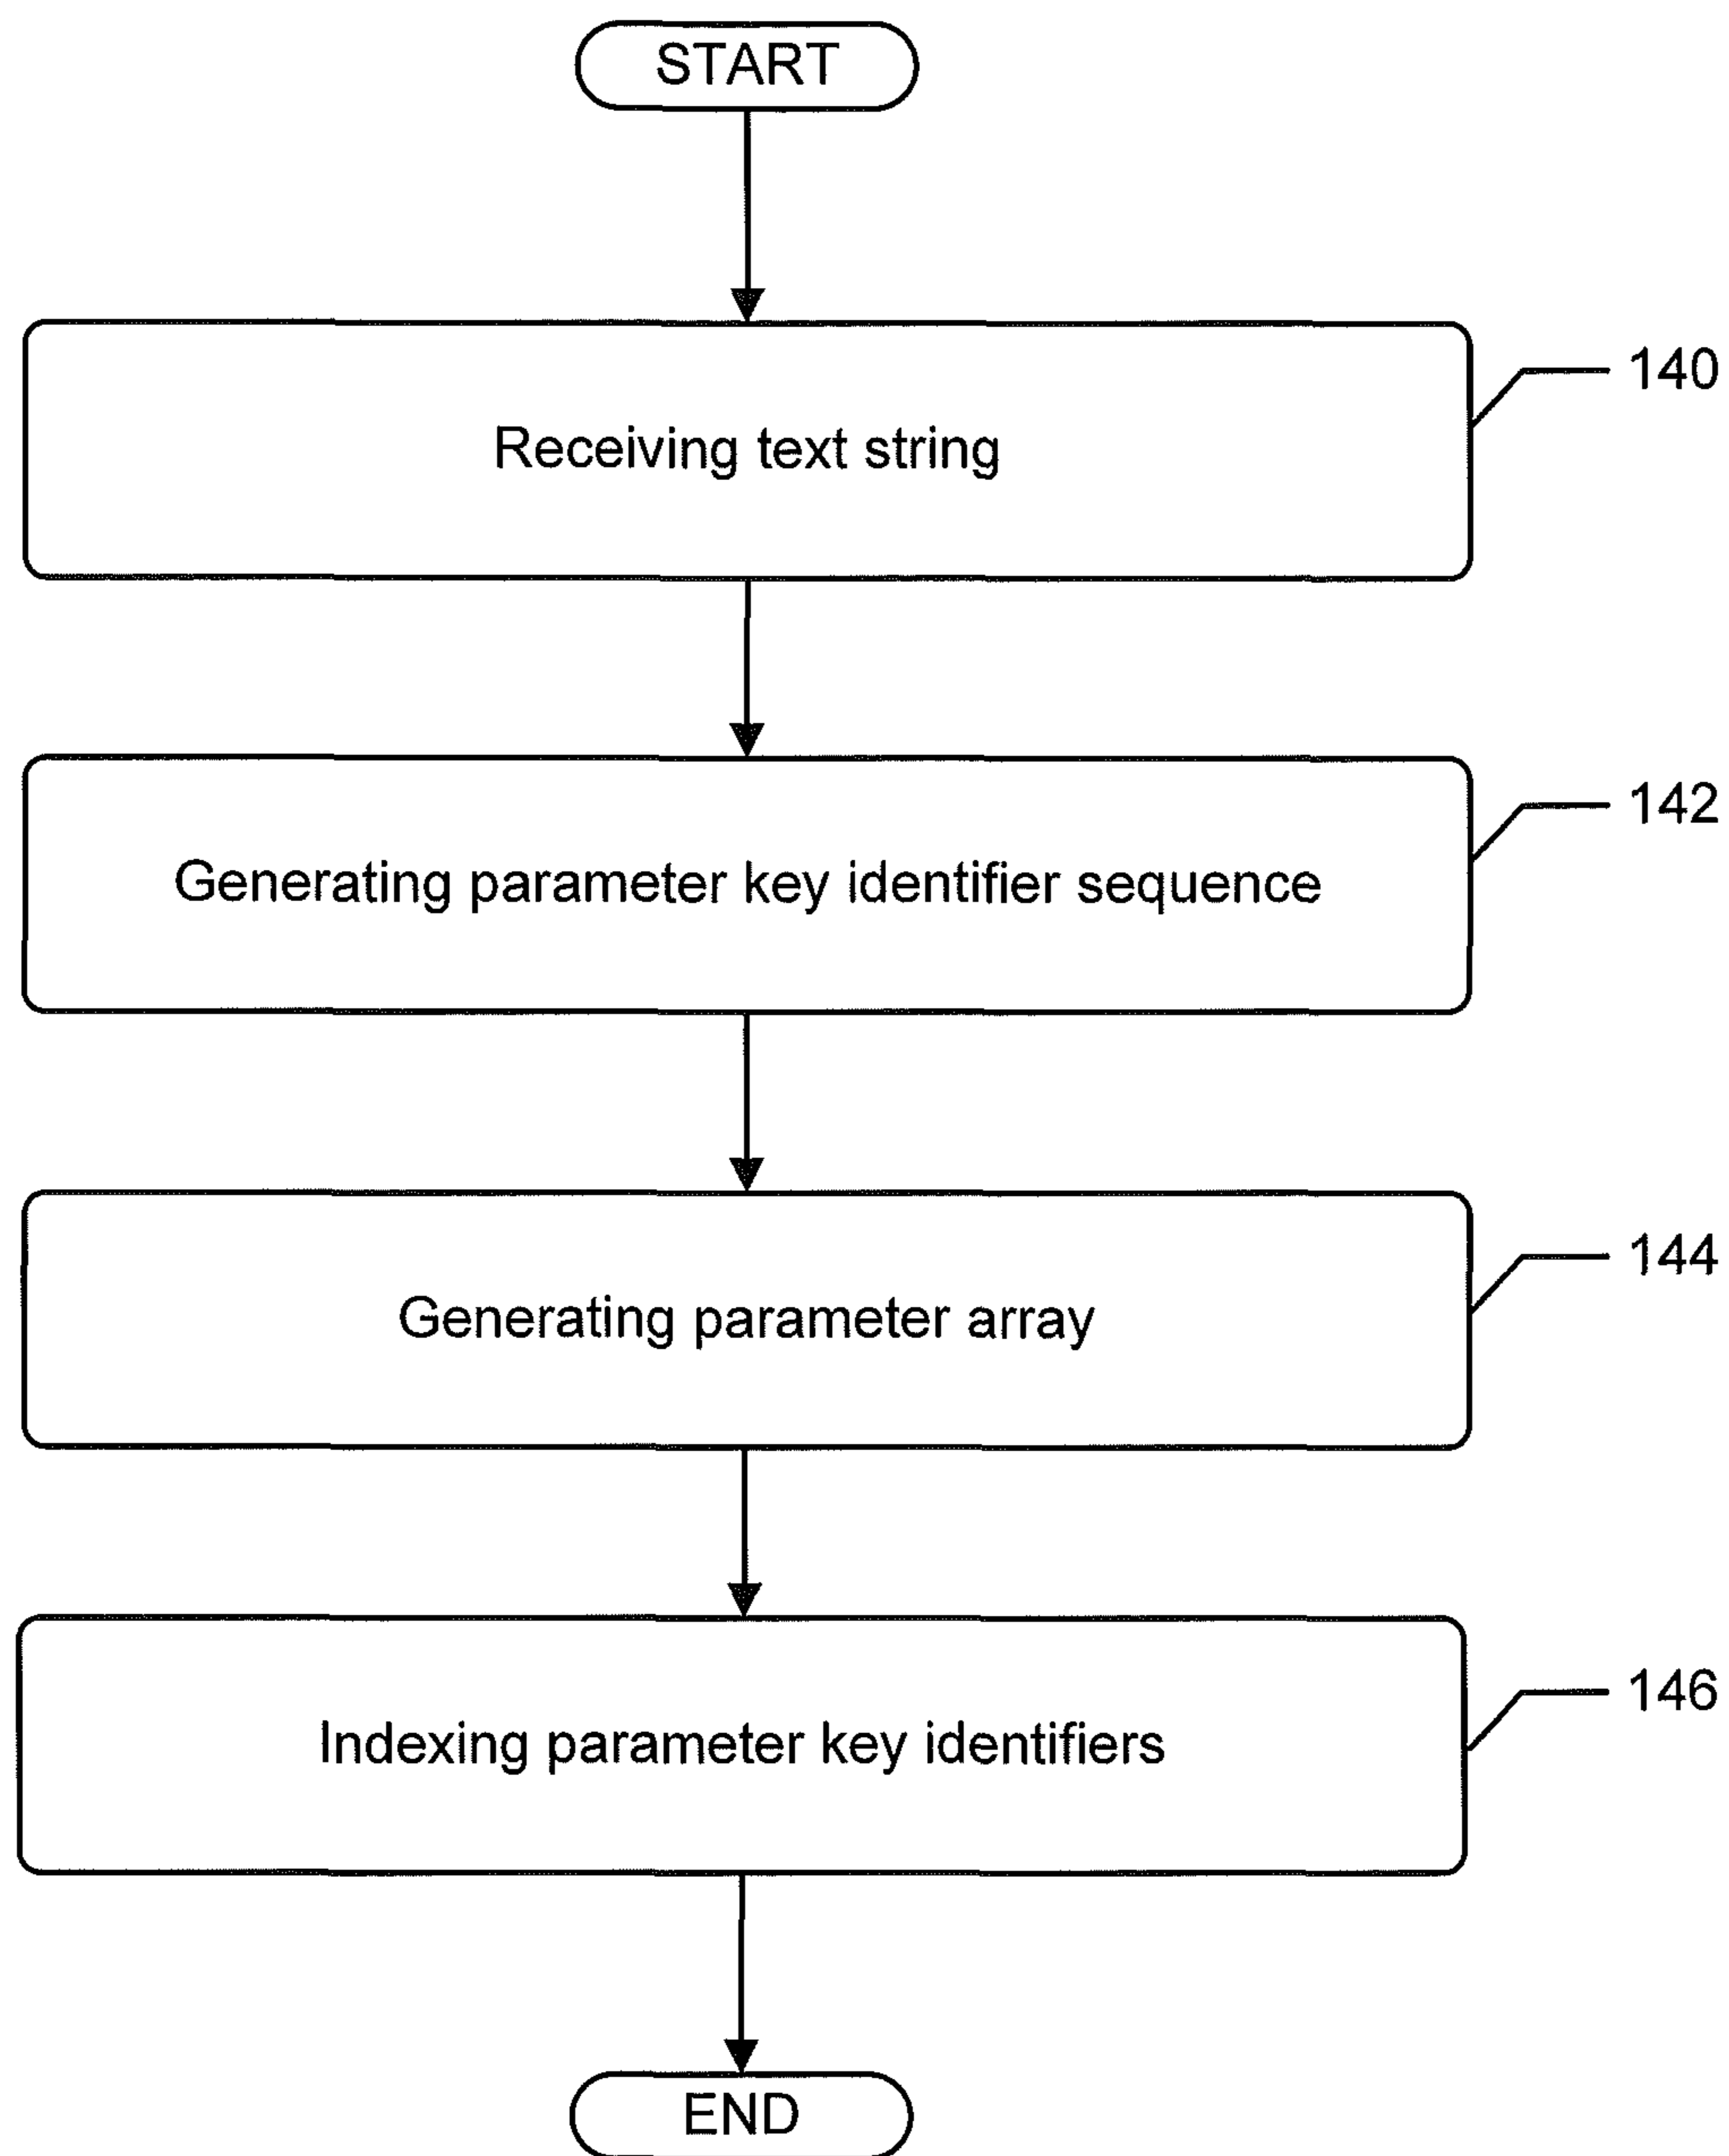 START
Receiving text string
140
Generating parameter key identifier sequence
142
Generating parameter array
144
Indexing parameter key identifiers
146
END